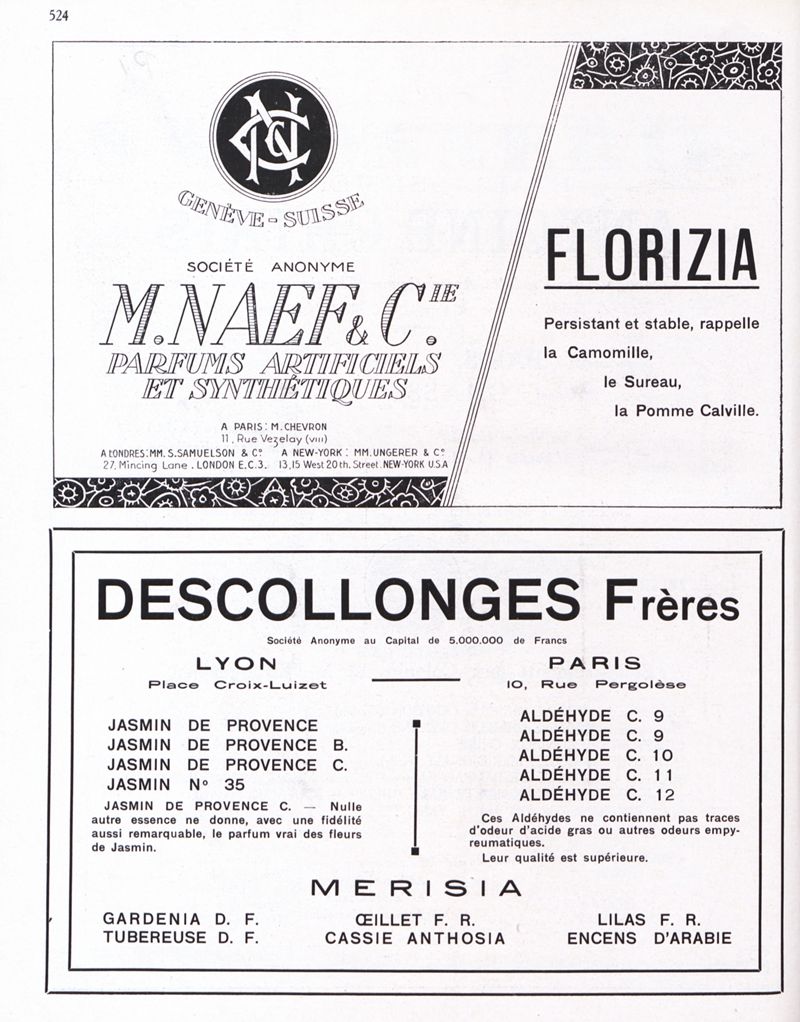 524
NCG
GENÈVE - SUISSE
SOCIÉTÉ ANONYME
M. NAEF & CIE.
PARFUMS ARTIFICIELS
ET SYNTHÉTIQUES
A PARIS: M. CHEVRON
11, Rue Vezelay (VIII)
A LONDRES: MM. S. SAMUELSON & Co
27, Mincing Lane. LONDON E.C.3.
A NEW-YORK: MM. UNGERER & Co
13,15 West 20th. Street. NEW-YORK U.S.A
FLORIZIA
Persistant et stable, rappelle
la Camomille,
le Sureau,
la Pomme Calville.
DESCOLLONGES Frères
Société Anonyme au Capital de 5.000.000 de Francs
LYON
Place Croix-Luizet
PARIS
10, Rue Pergolèse
JASMIN DE PROVENCE
JASMIN DE PROVENCE B.
JASMIN DE PROVENCE C.
JASMIN No 35
JASMIN DE PROVENCE C. — Nulle
autre essence ne donne, avec une fidélité
aussi remarquable, le parfum vrai des fleurs
de Jasmin.
ALDÉHYDE C. 9
ALDÉHYDE C. 9
ALDÉHYDE C. 10
ALDÉHYDE C. 11
ALDÉHYDE C. 12
Ces Aldéhydes ne contiennent pas traces
d'odeur d'acide gras ou autres odeurs empy-
reumatiques.
Leur qualité est supérieure.
MERISIA
GARDENIA D. F.
TUBEREUSE D. F.
ŒILLET F. R.
CASSIE ANTHOSIA
LILAS F. R.
ENCENS D'ARABIE